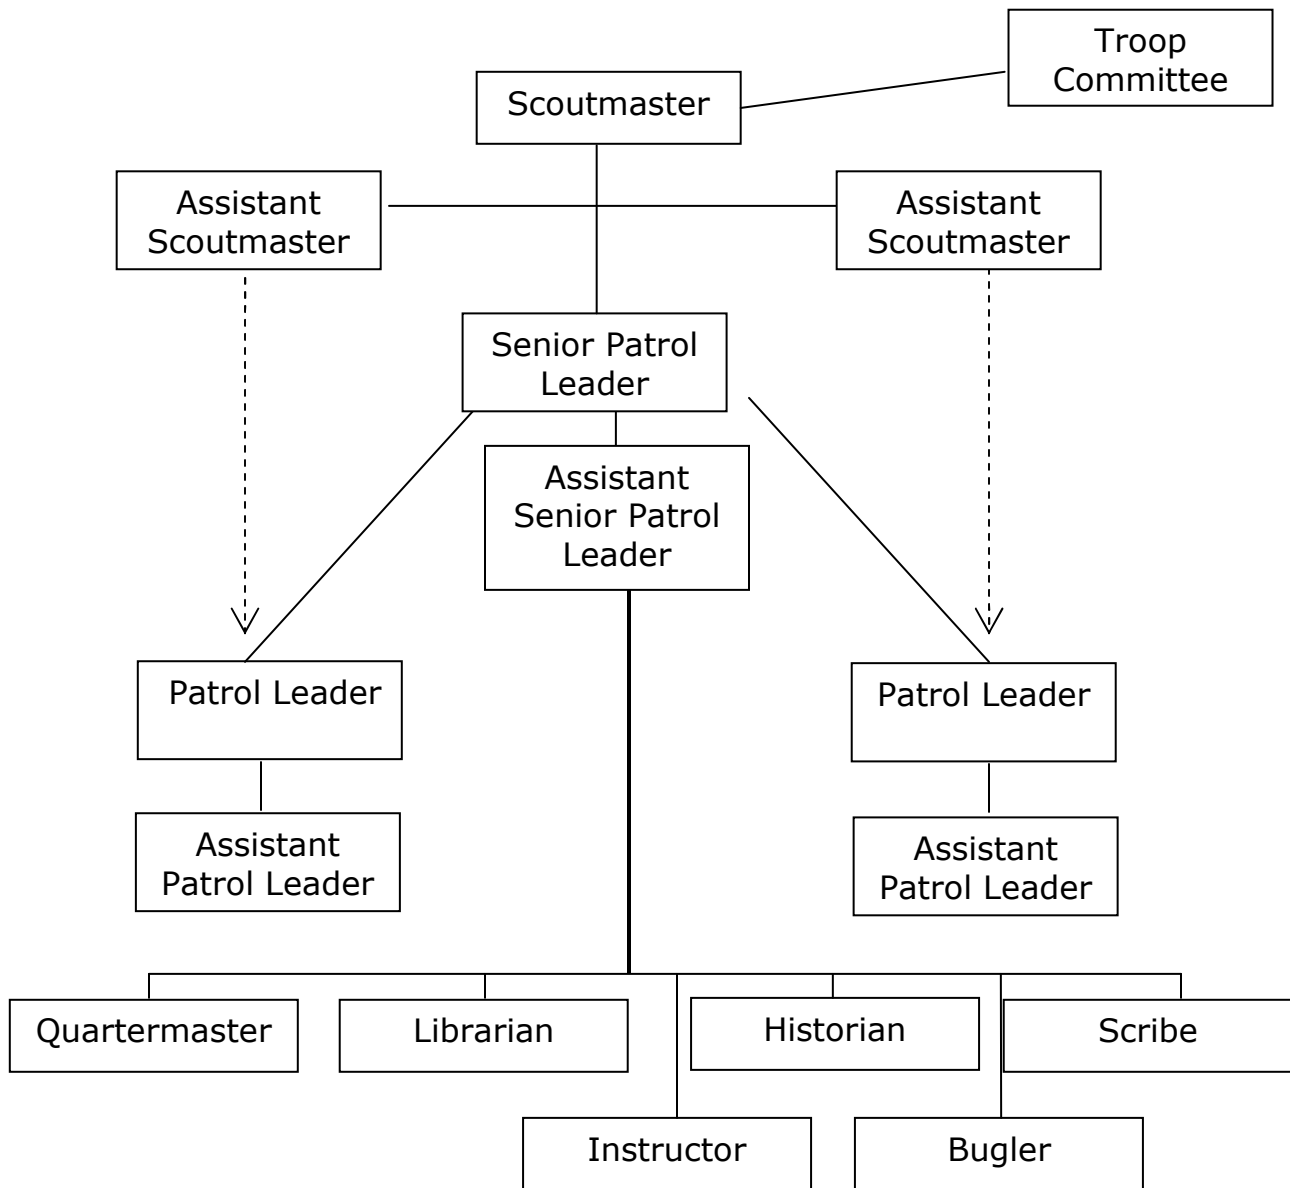 Troop
Committee
Scoutmaster
Assistant
Scoutmaster
Assistant
Scoutmaster
Senior Patrol
Leader
Assistant
Senior Patrol
Leader
Patrol Leader
Patrol Leader
Assistant
Patrol Leader
Assistant
Patrol Leader
Quartermaster
Librarian
Historian
Scribe
Instructor
Bugler